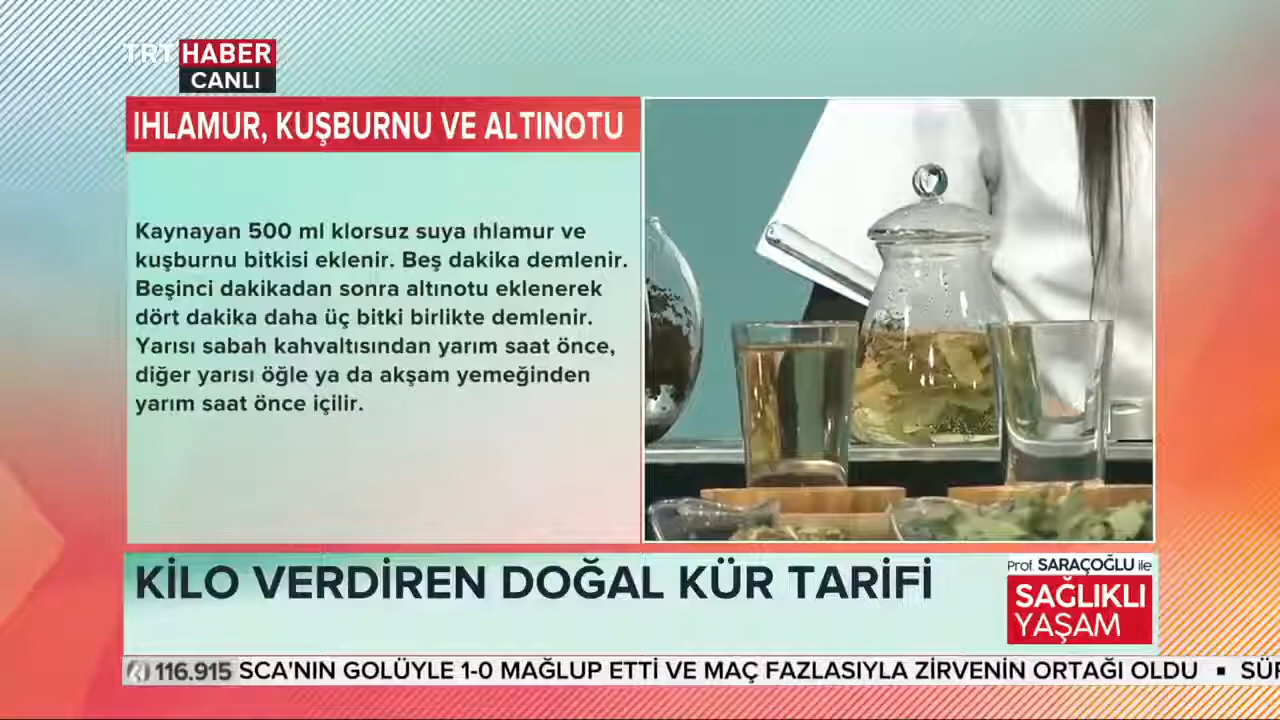 TRT HABER
CANLI
IHLAMUR, KUŞBURNU VE ALTINOTU
Kaynayan 500 ml klorsuz suya ıhlamur ve
kuşburnu bitkisi eklenir. Beş dakika demlenir.
Beşinci dakikadan sonra altınotu eklenerek
dört dakika daha üç bitki birlikte demlenir.
Yarısı sabah kahvaltısından yarım saat önce,
diğer yarısı öğle ya da akşam yemeğinden
yarım saat önce içilir.
KİLO VERDİREN DOĞAL KÜR TARİFİ
Prof. SARAÇOĞLU ile
SAĞLIKLI
YAŞAM
116.915 SCA'NIN GOLÜYLE 1-0 MAĞLUP ETTİ VE MAÇ FAZLASIYLA ZİRVENİN ORTAĞI OLDU ▪ SÜP